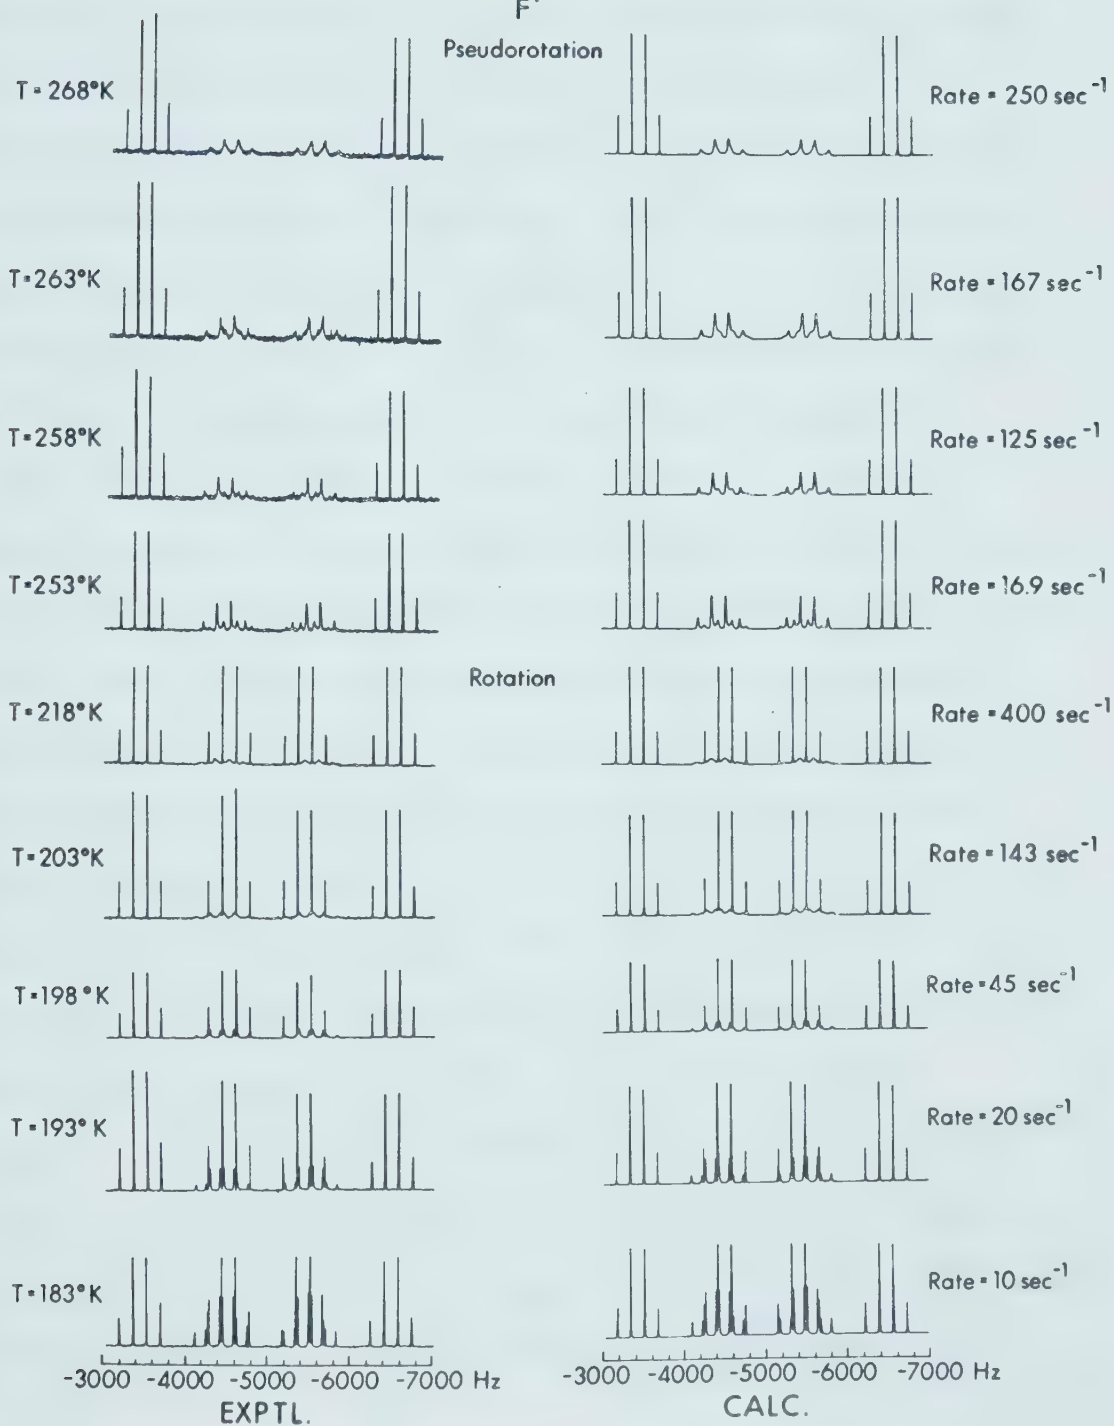 F
Pseudorotation
T = 268°K
Rate = 250 sec⁻¹
T = 263°K
Rate = 167 sec⁻¹
T = 258°K
Rate = 125 sec⁻¹
T = 253°K
Rate = 16.9 sec⁻¹
Rotation
T = 218°K
Rate = 400 sec⁻¹
T = 203°K
Rate = 143 sec⁻¹
T = 198°K
Rate = 45 sec⁻¹
T = 193°K
Rate = 20 sec⁻¹
T = 183°K
Rate = 10 sec⁻¹
-3000 -4000 -5000 -6000 -7000 Hz
-3000 -4000 -5000 -6000 -7000 Hz
EXPTL.
CALC.